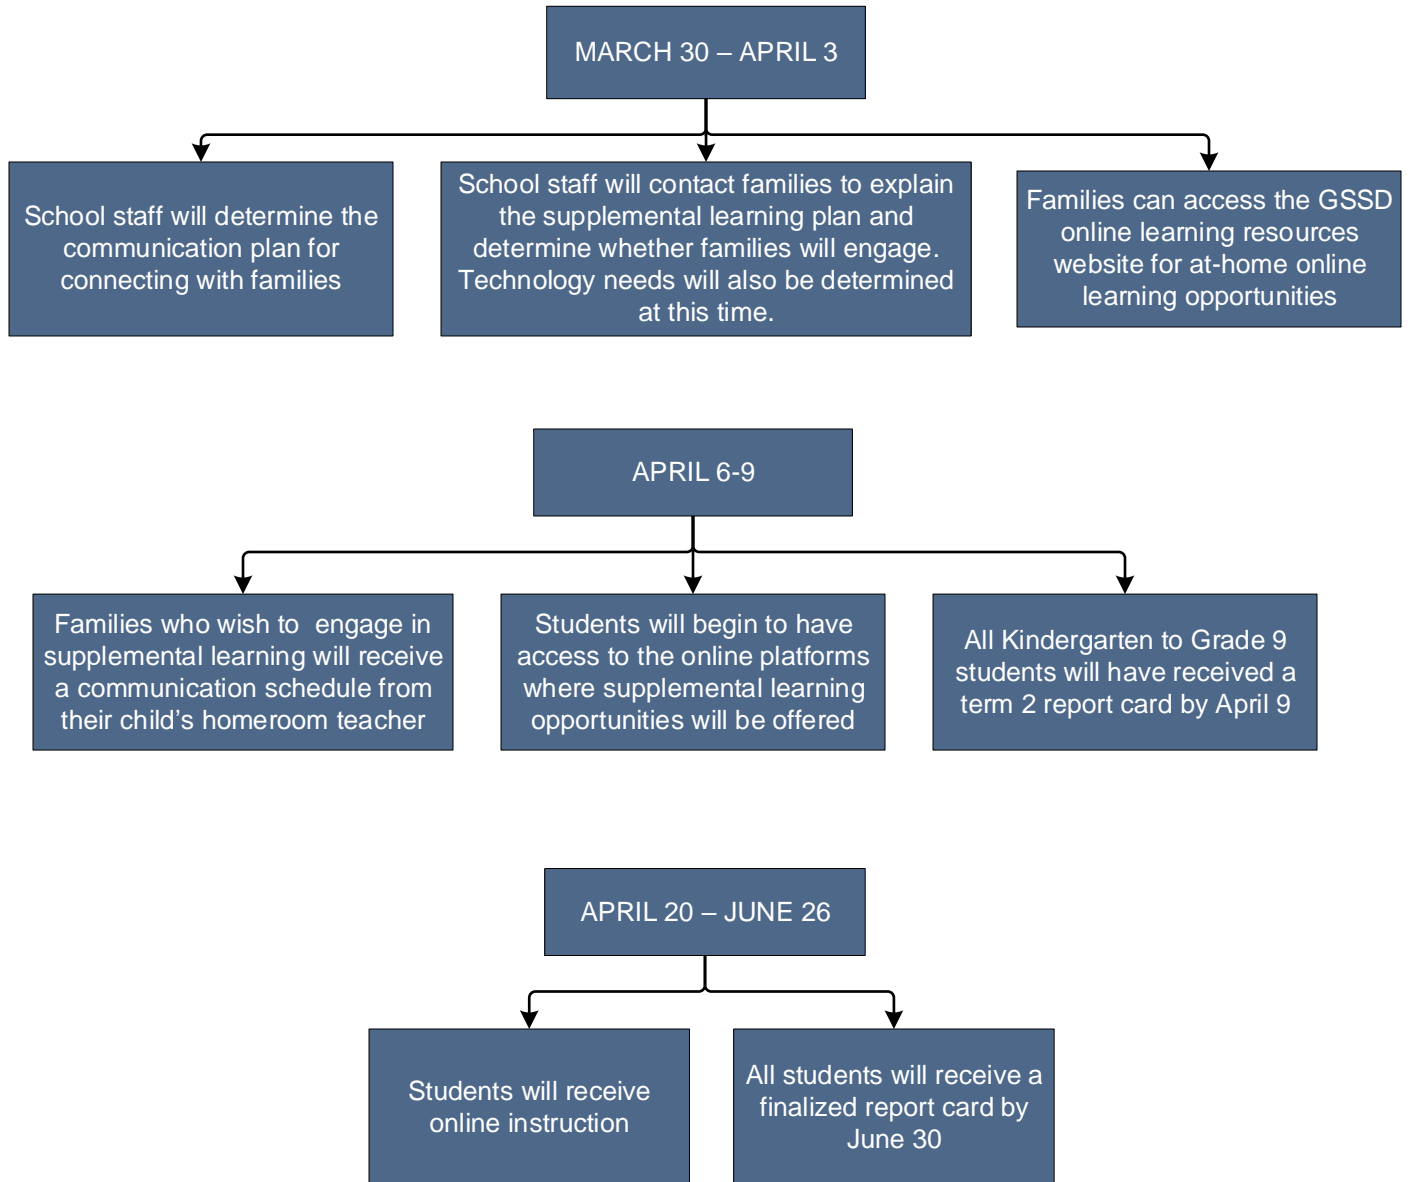 MARCH 30 – APRIL 3
School staff will determine the
communication plan for
connecting with families
School staff will contact families to explain
the supplemental learning plan and
determine whether families will engage.
Technology needs will also be determined
at this time.
Families can access the GSSD
online learning resources
website for at-home online
learning opportunities
APRIL 6-9
Families who wish to  engage in
supplemental learning will receive
a communication schedule from
their child’s homeroom teacher
Students will begin to have
access to the online platforms
where supplemental learning
opportunities will be offered
All Kindergarten to Grade 9
students will have received a
term 2 report card by April 9
APRIL 20 – JUNE 26
Students will receive
online instruction
All students will receive a
finalized report card by
June 30